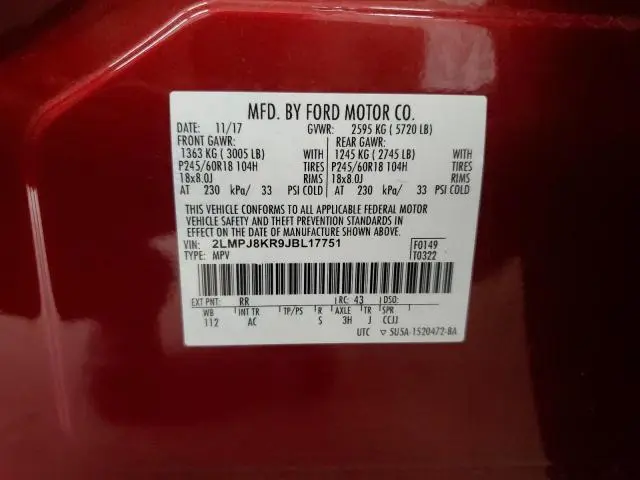 MFD. BY FORD MOTOR CO.
DATE: 11/17 GVWR: 2595 KG ( 5720 LB)
FRONT GAWR: REAR GAWR:
1363 KG ( 3005 LB) WITH 1245 KG ( 2745 LB) WITH
P245/60R18 104H TIRES P245/60R18 104H TIRES
18x8.0J RIMS 18x8.0J RIMS
AT 230 kPa/ 33 PSI COLD AT 230 kPa/ 33 PSI COLD
THIS VEHICLE CONFORMS TO ALL APPLICABLE FEDERAL MOTOR
VEHICLE SAFETY AND THEFT PREVENTION STANDARDS IN
EFFECT ON THE DATE OF MANUFACTURE SHOWN ABOVE.
VIN: 2LMPJ8KR9JBL17751 F0149
TYPE: MPV T0322
EXT PNT: RR RC: 43 DSO:
WB INT TR TP/PS R AXLE TR SPR
112 AC S 3H J CCJJ
UTC ▽ 5U5A-1520472-BA